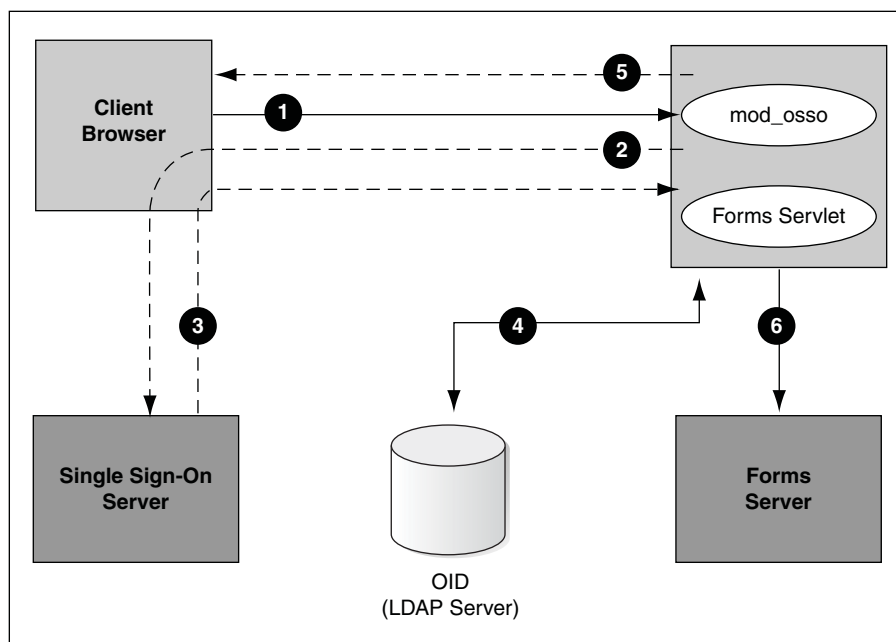 5
Client
Browser
1
mod_osso
2
Forms Servlet
3
4
6
Single Sign-On
Server
Forms
Server
OID
(LDAP Server)